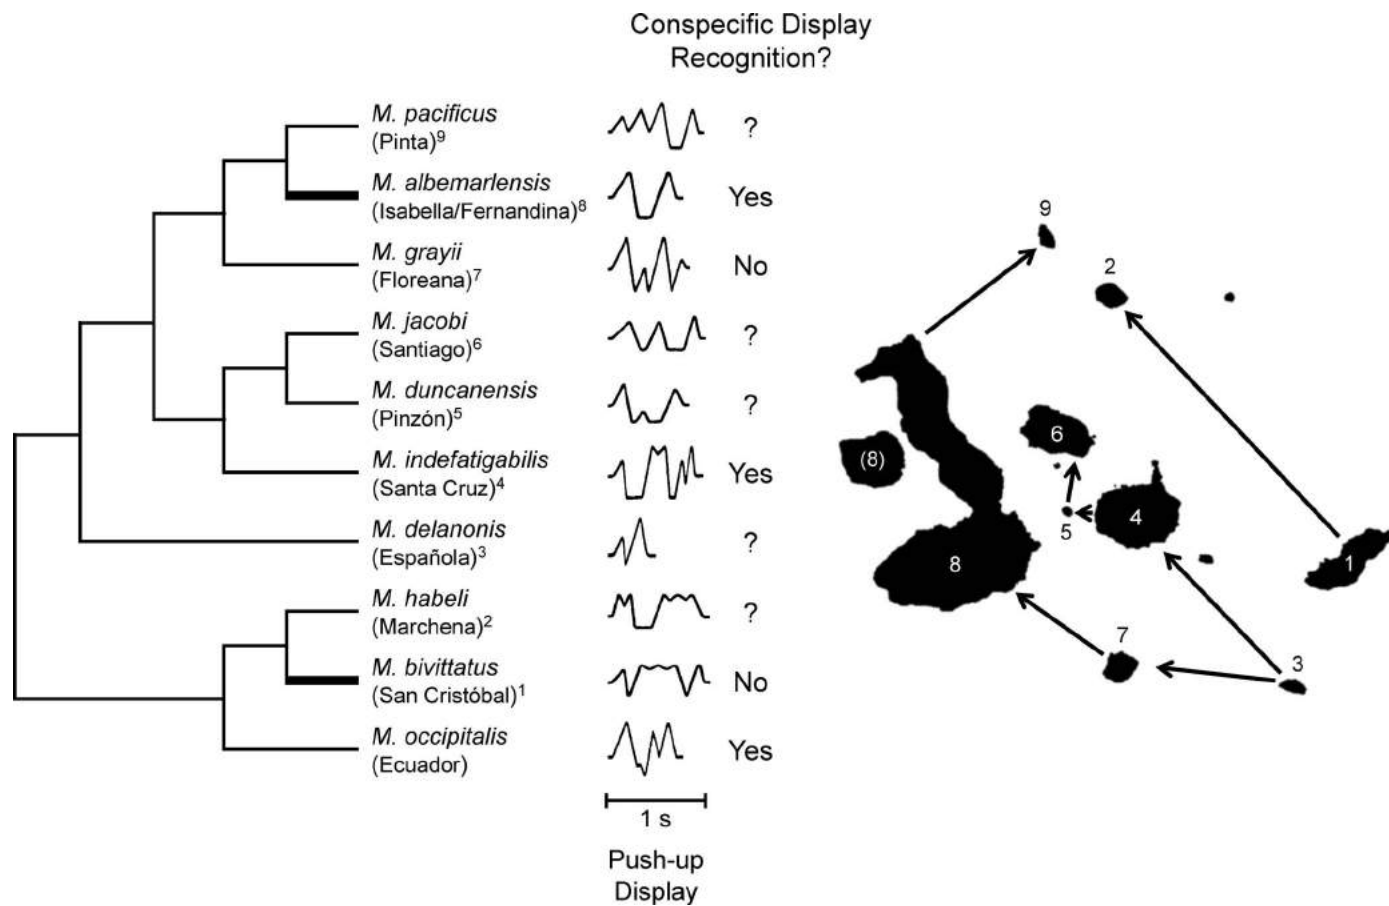 Conspecific Display
Recognition?
M. pacificus
(Pinta)⁹
?
M. albemarlensis
(Isabella/Fernandina)⁸
Yes
M. grayii
(Floreana)⁷
No
M. jacobi
(Santiago)⁶
?
M. duncanensis
(Pinzón)⁵
?
M. indefatigabilis
(Santa Cruz)⁴
Yes
M. delanonis
(Española)³
?
M. habeli
(Marchena)²
?
M. bivittatus
(San Cristóbal)¹
No
M. occipitalis
(Ecuador)
Yes
1 s
Push-up
Display
9
2
6
(8)
4
5
1
8
7
3